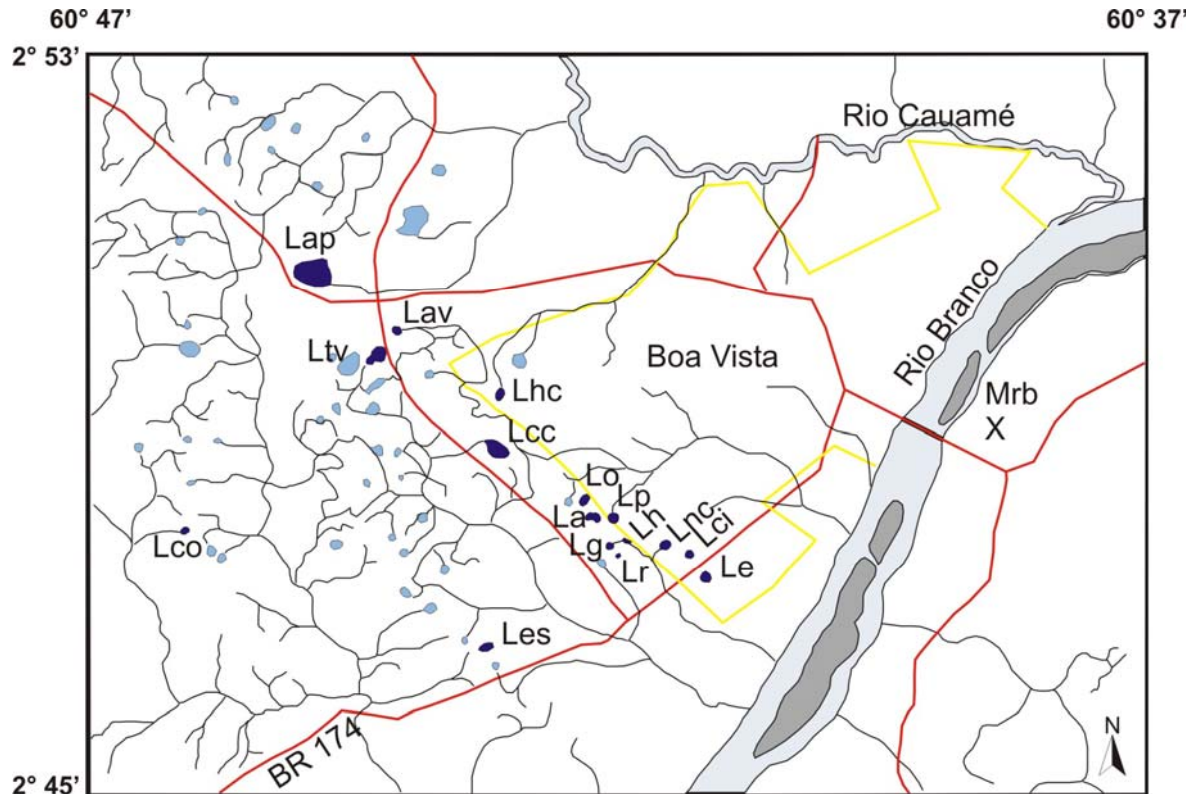 60° 47’
60° 37’
2° 53’
Rio Cauamé
Lap
Rio Branco
Lav
Ltv
Boa Vista
Lhc
Mrb
X
Lcc
Lo
Lp
La
Lh
Lnc
Lci
Lg
Lr
Le
Lco
Les
BR 174
N
2° 45’